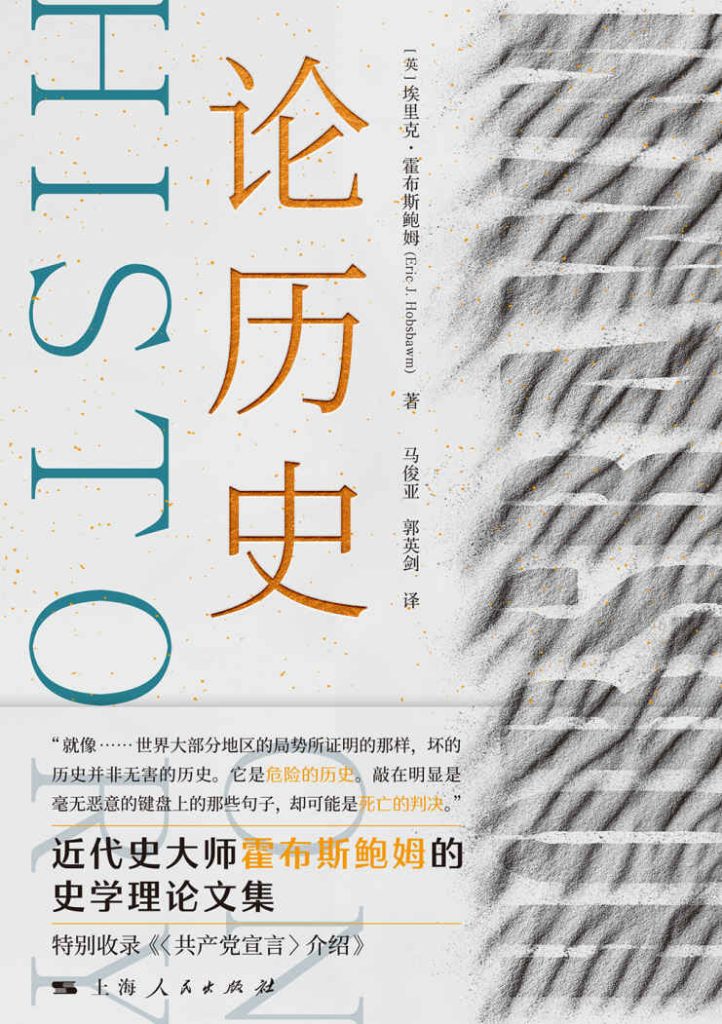 HISTORY
ON
论历史
[英] 埃里克·霍布斯鲍姆 (Eric J. Hobsbawm) 著
马俊亚 郭英剑 译
“就像……世界大部分地区的局势所证明的那样，坏的
历史并非无害的历史。它是危险的历史。敲在明显是
毫无恶意的键盘上的那些句子，却可能是死亡的判决。”
近代史大师霍布斯鲍姆的
史学理论文集
特别收录《〈共产党宣言〉介绍》
上海人民出版社